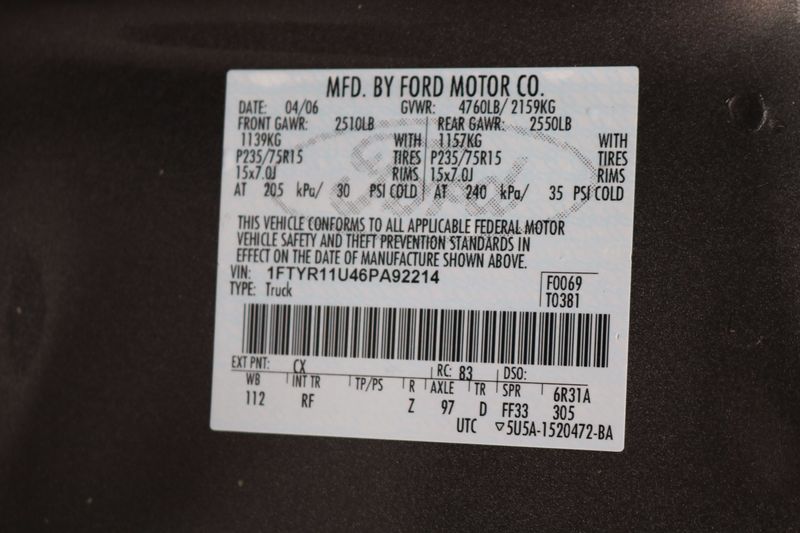 MFD. BY FORD MOTOR CO.
DATE: 04/06 GVWR: 4760LB/ 2159KG
FRONT GAWR: 2510LB REAR GAWR: 2550LB
1139KG WITH 1157KG WITH
P235/75R15 TIRES P235/75R15 TIRES
15x7.0J RIMS 15x7.0J RIMS
AT 205 kPa/ 30 PSI COLD AT 240 kPa/ 35 PSI COLD
Ford
THIS VEHICLE CONFORMS TO ALL APPLICABLE FEDERAL MOTOR
VEHICLE SAFETY AND THEFT PREVENTION STANDARDS IN
EFFECT ON THE DATE OF MANUFACTURE SHOWN ABOVE.
VIN: 1FTYR11U46PA92214
TYPE: Truck
F0069
T0381
EXT PNT: CX RC: 83 DSO:
WB INT TR TP/PS R AXLE TR SPR 6R31A
112 RF Z 97 D FF33 305
UTC ▽5U5A-1520472-BA